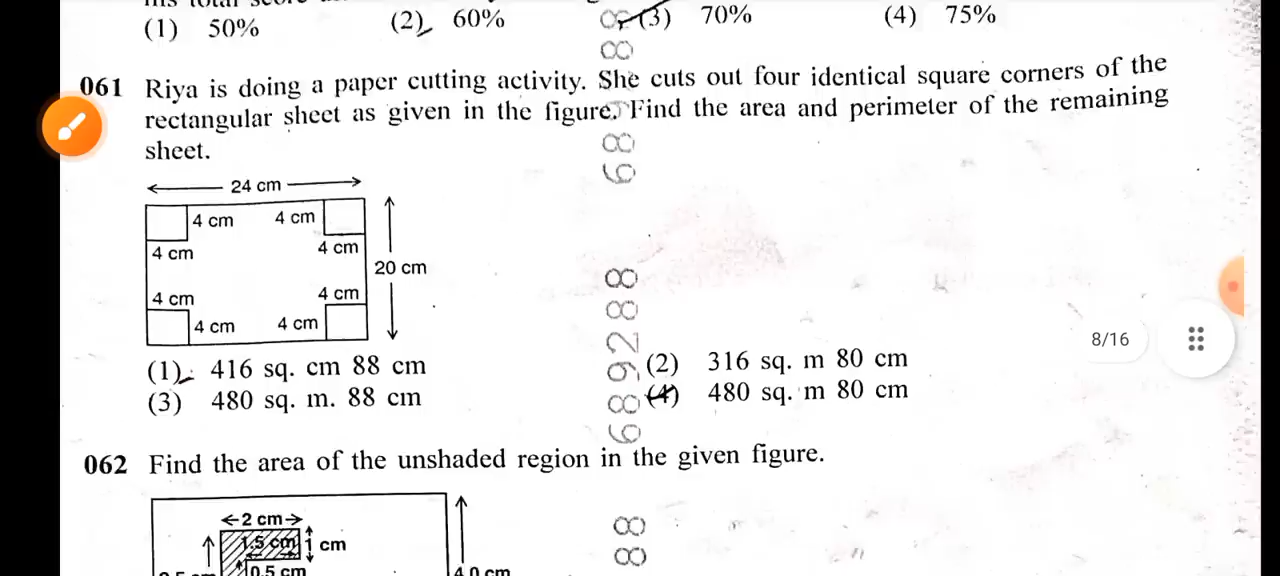 (1) 50% (2) 60% (3) 70% (4) 75%
061 Riya is doing a paper cutting activity. She cuts out four identical square corners of the
rectangular sheet as given in the figure. Find the area and perimeter of the remaining
sheet.
24 cm
4 cm 4 cm
4 cm 4 cm
20 cm
4 cm 4 cm
4 cm 4 cm
(1) 416 sq. cm 88 cm (2) 316 sq. m 80 cm
(3) 480 sq. m. 88 cm (4) 480 sq. m 80 cm
8/16
062 Find the area of the unshaded region in the given figure.
2 cm
1.5 cm 1 cm
0.5 cm
4.0 cm
6892888